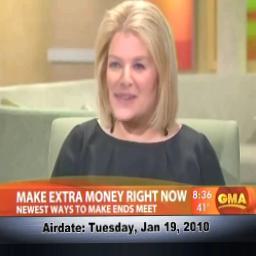 MAKE EXTRA MONEY RIGHT NOW 8:36
NEWEST WAYS TO MAKE ENDS MEET 41° GMA
Airdate: Tuesday, Jan 19, 2010